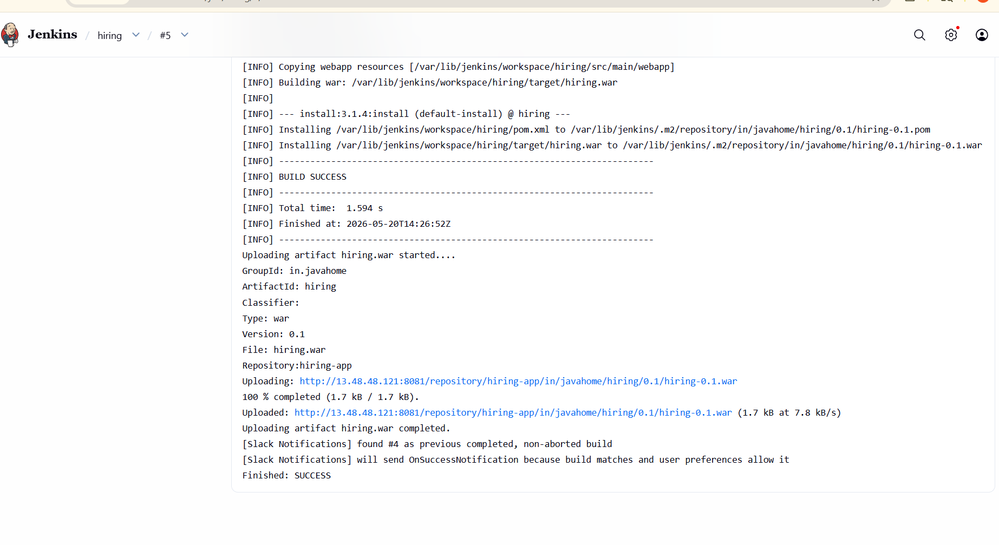 Jenkins / hiring / #5
[INFO] Copying webapp resources [/var/lib/jenkins/workspace/hiring/src/main/webapp]
[INFO] Building war: /var/lib/jenkins/workspace/hiring/target/hiring.war
[INFO]
[INFO] --- install:3.1.4:install (default-install) @ hiring ---
[INFO] Installing /var/lib/jenkins/workspace/hiring/pom.xml to /var/lib/jenkins/.m2/repository/in/javahome/hiring/0.1/hiring-0.1.pom
[INFO] Installing /var/lib/jenkins/workspace/hiring/target/hiring.war to /var/lib/jenkins/.m2/repository/in/javahome/hiring/0.1/hiring-0.1.war
[INFO] ------------------------------------------------------------------------
[INFO] BUILD SUCCESS
[INFO] ------------------------------------------------------------------------
[INFO] Total time:  1.594 s
[INFO] Finished at: 2026-05-20T14:26:52Z
[INFO] ------------------------------------------------------------------------
Uploading artifact hiring.war started....
GroupId: in.javahome
ArtifactId: hiring
Classifier:
Type: war
Version: 0.1
File: hiring.war
Repository:hiring-app
Uploading: http://13.48.48.121:8081/repository/hiring-app/in/javahome/hiring/0.1/hiring-0.1.war
100 % completed (1.7 kB / 1.7 kB).
Uploaded: http://13.48.48.121:8081/repository/hiring-app/in/javahome/hiring/0.1/hiring-0.1.war (1.7 kB at 7.8 kB/s)
Uploading artifact hiring.war completed.
[Slack Notifications] found #4 as previous completed, non-aborted build
[Slack Notifications] will send OnSuccessNotification because build matches and user preferences allow it
Finished: SUCCESS